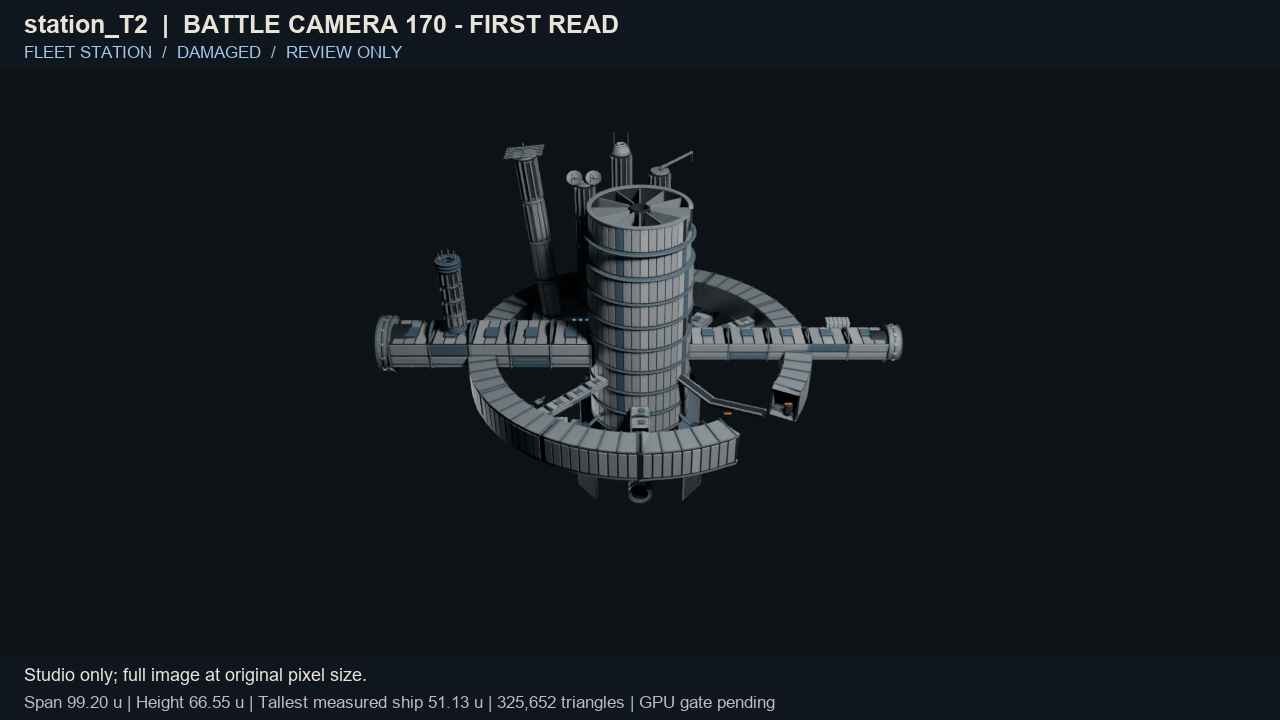 station_T2 | BATTLE CAMERA 170 - FIRST READ
FLEET STATION / DAMAGED / REVIEW ONLY
Studio only; full image at original pixel size.
Span 99.20 u | Height 66.55 u | Tallest measured ship 51.13 u | 325,652 triangles | GPU gate pending